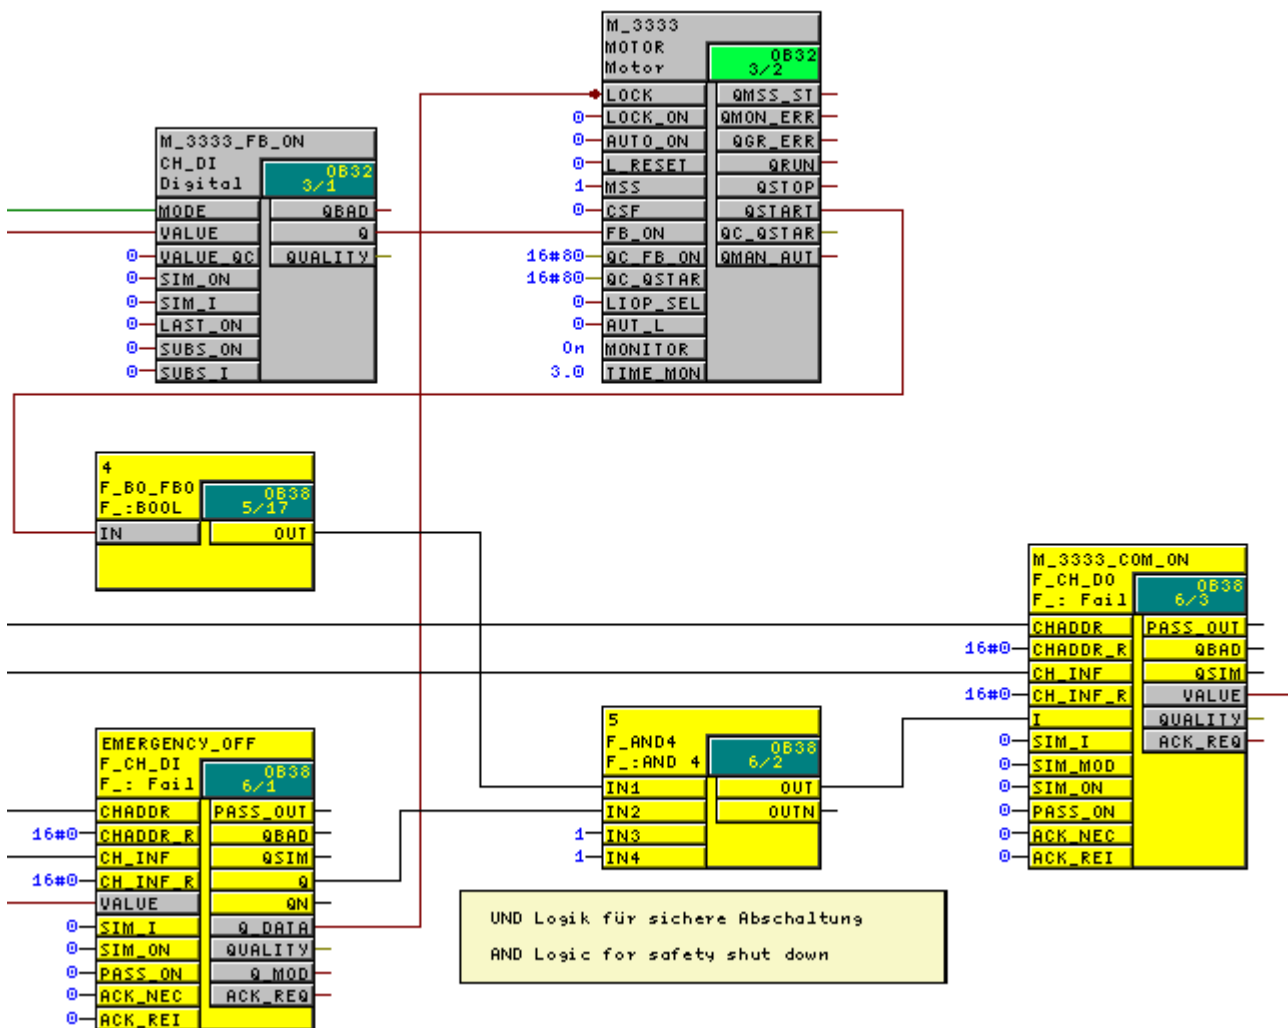 M_3333
MOTOR
Motor
OB32
3/2
LOCK QMSS_ST
0 LOCK_ON QMON_ERR
0 AUTO_ON QGR_ERR
0 L_RESET QRUN
1 MSS QSTOP
0 CSF QSTART
FB_ON QC_QSTAR
16#80 QC_FB_ON QMAN_AUT
16#80 QC_QSTAR
0 LIOP_SEL
0 AUT_L
On MONITOR
3.0 TIME_MON
M_3333_FB_ON
CH_DI
Digital
OB32
3/1
MODE QBAD
VALUE Q
0 VALUE_QC QUALITY
0 SIM_ON
0 SIM_I
0 LAST_ON
0 SUBS_ON
0 SUBS_I
4
F_BO_FBO
F_:BOOL
OB38
5/17
IN OUT
M_3333_COM_ON
F_CH_DO
F_: Fail
OB38
6/3
CHADDR PASS_OUT
16#0 CHADDR_R QBAD
CH_INF QSIM
16#0 CH_INF_R VALUE
I QUALITY
0 SIM_I ACK_REQ
0 SIM_MOD
0 SIM_ON
0 PASS_ON
0 ACK_NEC
0 ACK_REI
EMERGENCY_OFF
F_CH_DI
F_: Fail
OB38
6/1
CHADDR PASS_OUT
16#0 CHADDR_R QBAD
CH_INF QSIM
16#0 CH_INF_R Q
VALUE QN
0 SIM_I Q_DATA
0 SIM_ON QUALITY
0 PASS_ON Q_MOD
0 ACK_NEC ACK_REQ
0 ACK_REI
5
F_AND4
F_:AND 4
OB38
6/2
IN1 OUT
IN2 OUTN
1 IN3
1 IN4
UND Logik für sichere Abschaltung
AND Logic for safety shut down